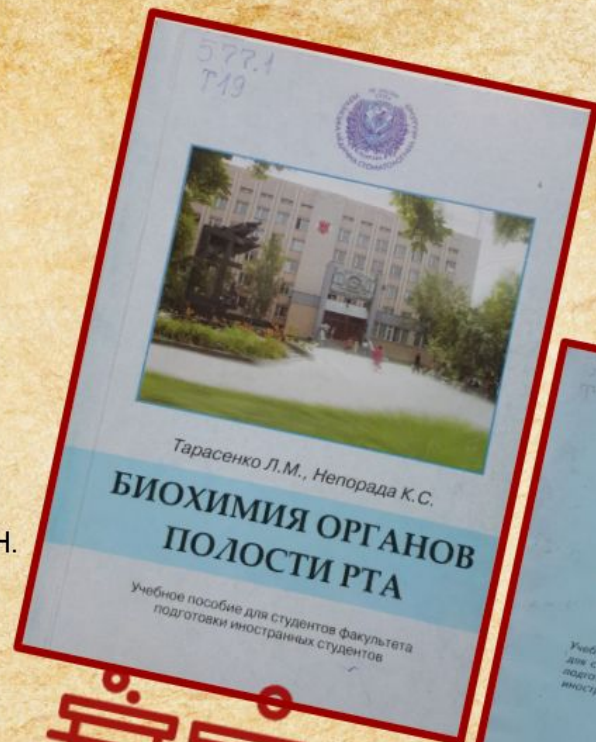 577.1
Т19
Тарасенко Л.М., Непорада К.С.
БИОХИМИЯ ОРГАНОВ
ПОЛОСТИ РТА
Учебное пособие для студентов факультета
подготовки иностранных студентов
Н.